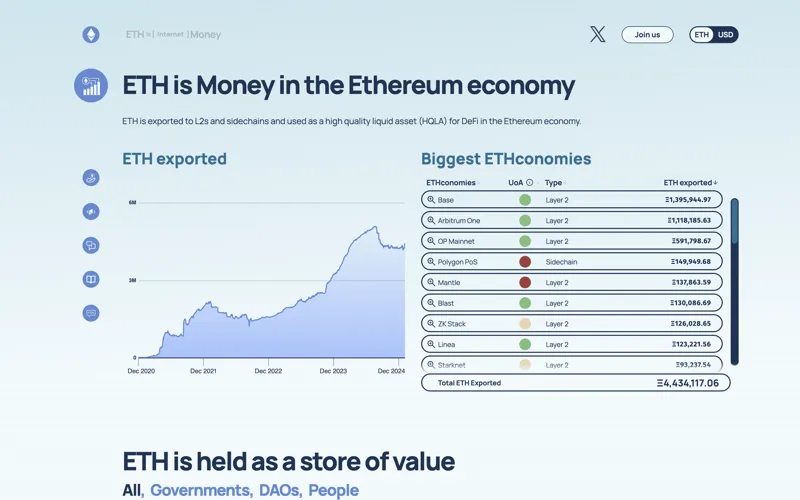 ETH is | Internet | Money
Join us
ETH USD
ETH is Money in the Ethereum economy
ETH is exported to L2s and sidechains and used as a high quality liquid asset (HQLA) for DeFi in the Ethereum economy.
ETH exported
6M
3M
0
Dec 2020 Dec 2021 Dec 2022 Dec 2023 Dec 2024
Biggest ETHconomies
ETHconomies UoA Type ETH exported↓
Base Layer 2 Ξ1,395,944.97
Arbitrum One Layer 2 Ξ1,118,185.63
OP Mainnet Layer 2 Ξ591,798.67
Polygon PoS Sidechain Ξ149,949.68
Mantle Layer 2 Ξ137,863.59
Blast Layer 2 Ξ130,086.69
ZK Stack Layer 2 Ξ126,028.65
Linea Layer 2 Ξ123,221.56
Starknet Layer 2 Ξ93,237.54
Total ETH Exported Ξ4,434,117.06
ETH is held as a store of value
All, Governments, DAOs, People